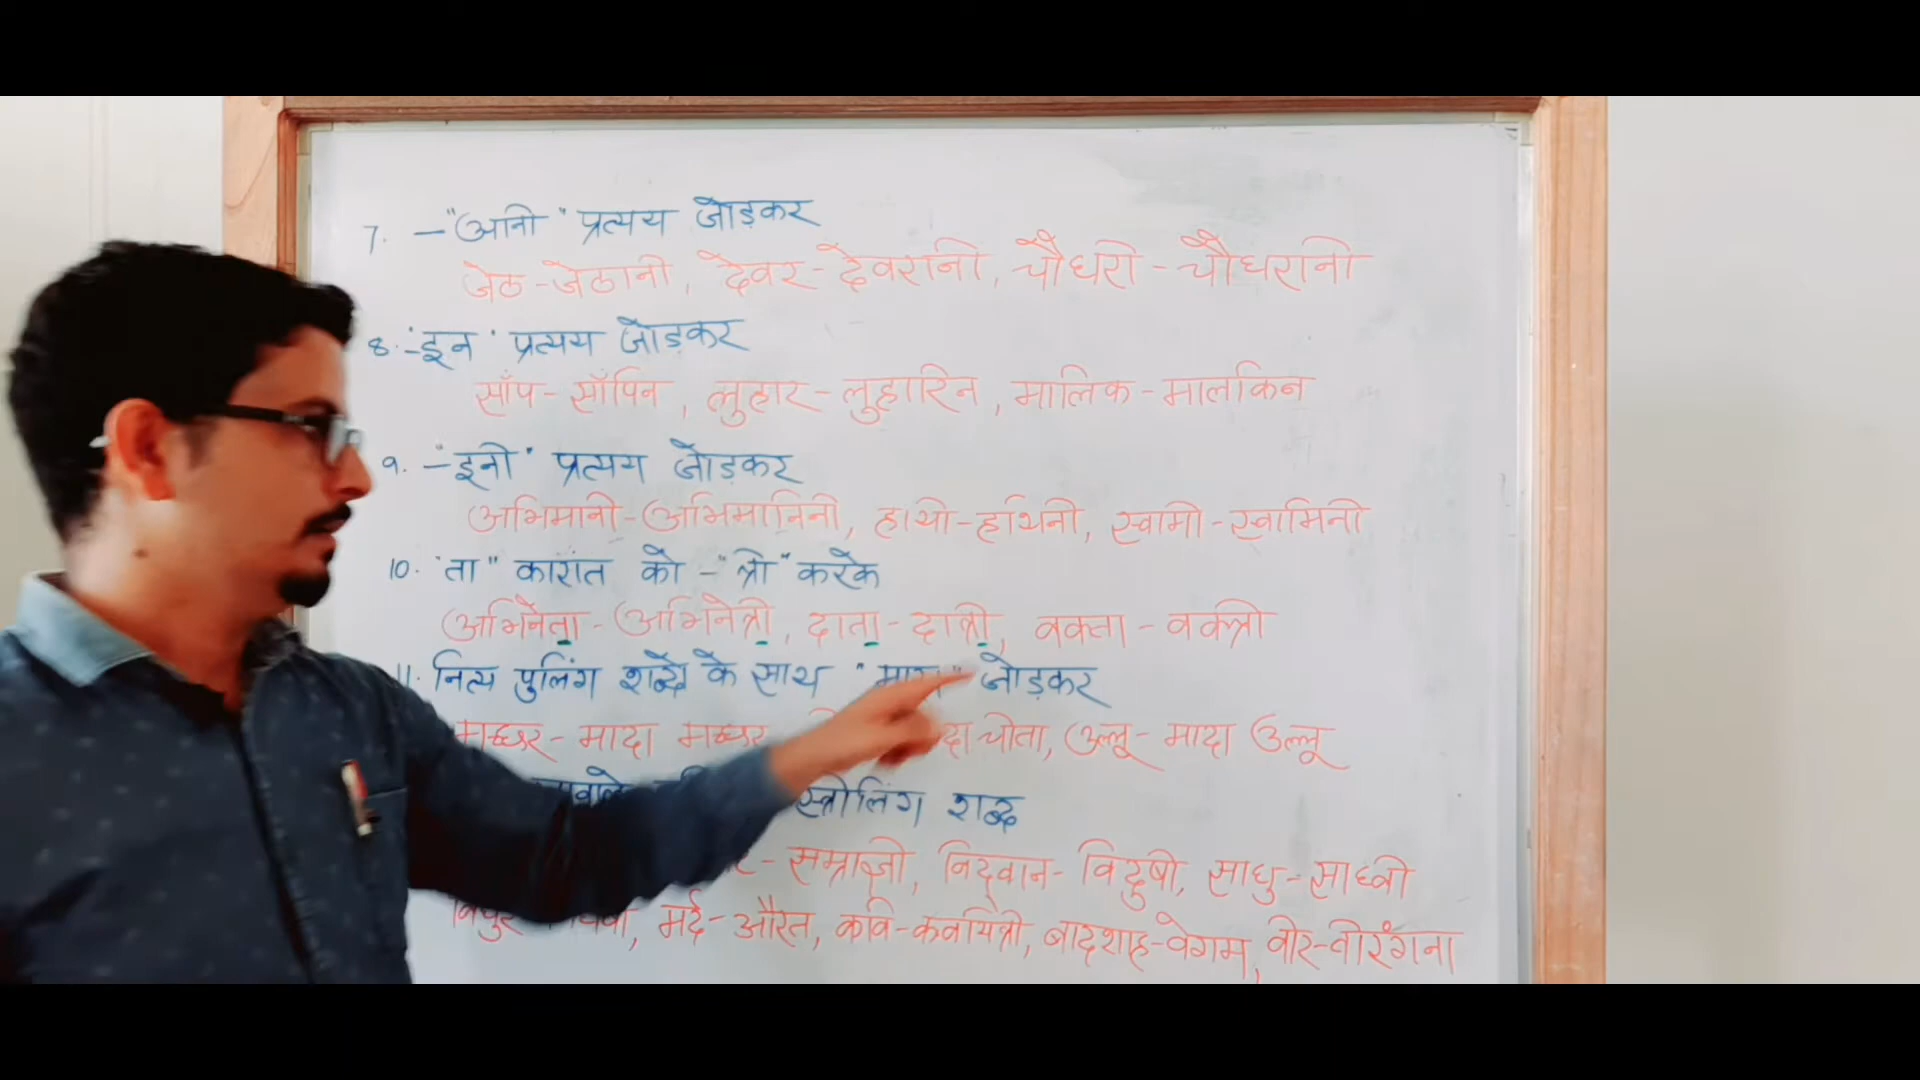 7. - "आनी" प्रत्यय जोड़कर
जेठ-जेठानी, देवर-देवरानी, चौधरी-चौधरानी
8. - "इन" प्रत्यय जोड़कर
साँप-साँपिन, लुहार-लुहारिन, मालिक-मालकिन
9. - "इनी" प्रत्यय जोड़कर
अभिमानी-अभिमानिनी, हाथी-हथिनी, स्वामी-स्वामिनी
10. "ता" कारांत को - "त्री" करके
अभिनेता-अभिनेत्री, दाता-दात्री, वक्ता-वक्त्री
11. नित्य पुलिंग शब्दो के साथ जोड़कर
मच्छर-मादा मच्छर चीता, उल्लू-मादा उल्लू
स्त्रीलिंग शब्द
सम्राज्ञी, विद्वान-विदुषी, साधु-साध्वी
मर्द-औरत, कवि-कवयित्री, बादशाह-बेगम, वीर-वीरांगना